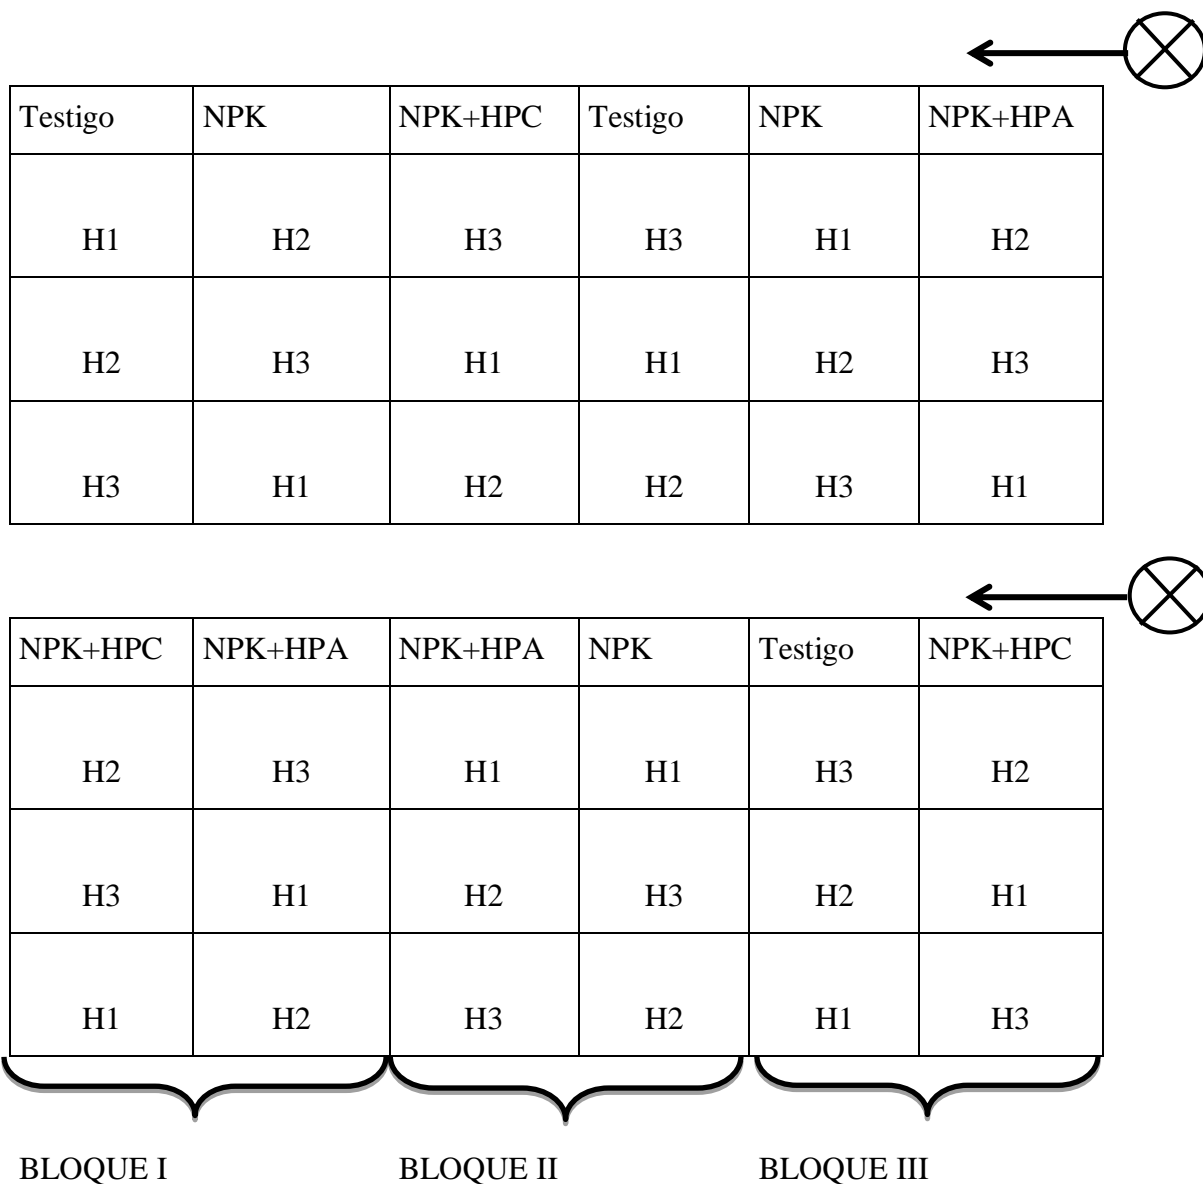 Testigo NPK NPK+HPC Testigo NPK NPK+HPA
H1 H2 H3 H3 H1 H2
H2 H3 H1 H1 H2 H3
H3 H1 H2 H2 H3 H1
NPK+HPC NPK+HPA NPK+HPA NPK Testigo NPK+HPC
H2 H3 H1 H1 H3 H2
H3 H1 H2 H3 H2 H1
H1 H2 H3 H2 H1 H3
BLOQUE I BLOQUE II BLOQUE III